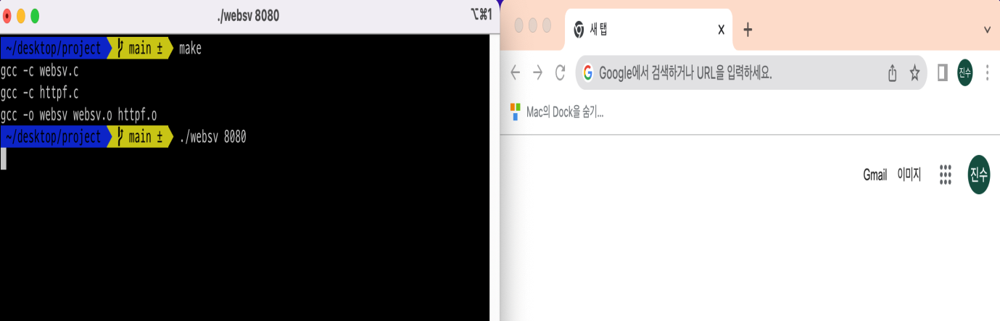 ./websv 8080
⌥⌘1
~/desktop/project main ± make
gcc -c websv.c
gcc -c httpf.c
gcc -o websv websv.o httpf.o
~/desktop/project main ± ./websv 8080
새 탭
Google에서 검색하거나 URL을 입력하세요.
진수
Mac의 Dock을 숨기...
Gmail 이미지
진수